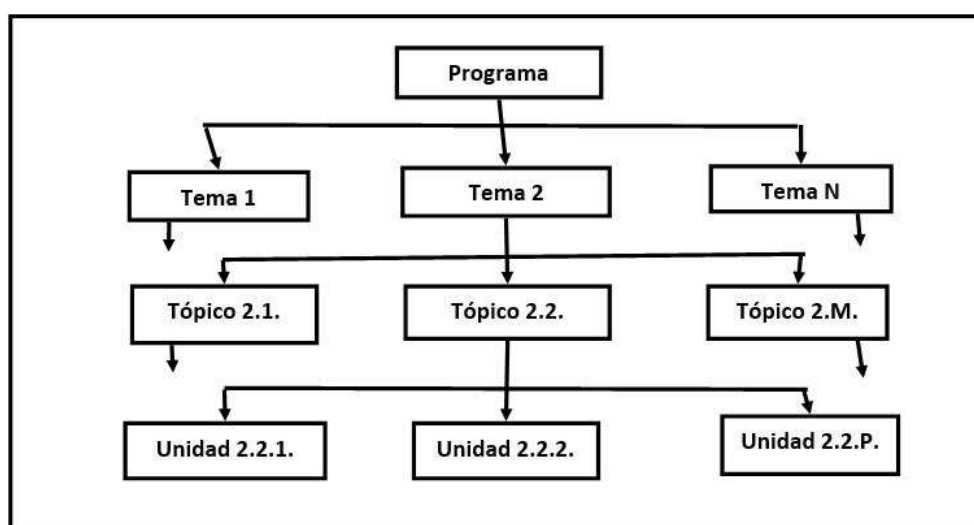 Programa
Tema 1
Tema 2
Tema N
Tópico 2.1.
Tópico 2.2.
Tópico 2.M.
Unidad 2.2.1.
Unidad 2.2.2.
Unidad 2.2.P.